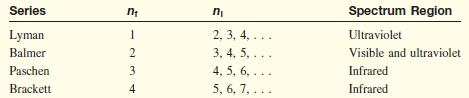 Series n_f n_i Spectrum Region
Lyman 1 2, 3, 4, . . . Ultraviolet
Balmer 2 3, 4, 5, . . . Visible and ultraviolet
Paschen 3 4, 5, 6, . . . Infrared
Brackett 4 5, 6, 7, . . . Infrared